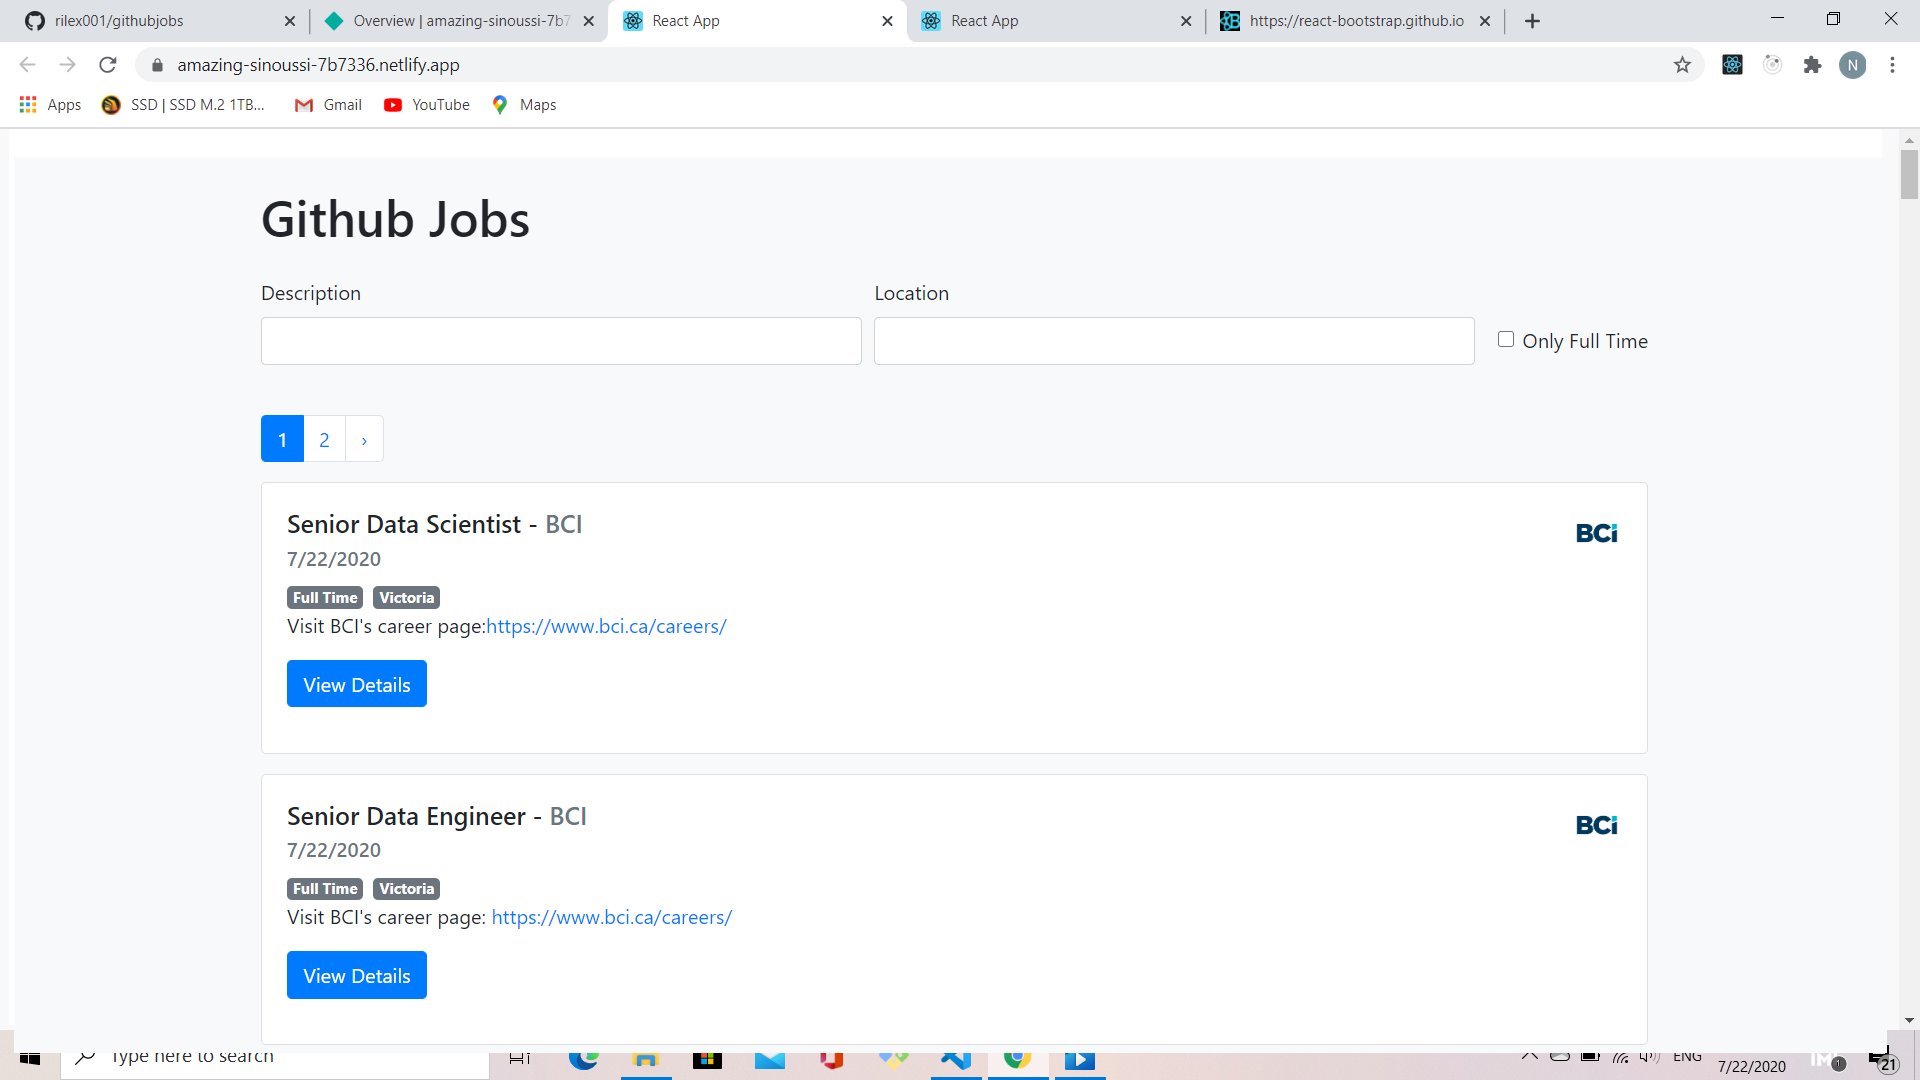 rilex001/githubjobs
Overview | amazing-sinoussi-7b7
React App
React App
https://react-bootstrap.github.io
amazing-sinoussi-7b7336.netlify.app
N
Apps
SSD | SSD M.2 1TB...
Gmail
YouTube
Maps
Github Jobs
Description
Location
Only Full Time
1 2 ›
Senior Data Scientist - BCI
BCi
7/22/2020
Full Time Victoria
Visit BCI's career page:https://www.bci.ca/careers/
View Details
Senior Data Engineer - BCI
BCi
7/22/2020
Full Time Victoria
Visit BCI's career page: https://www.bci.ca/careers/
View Details
Type here to search
ENG
7/22/2020
1
21